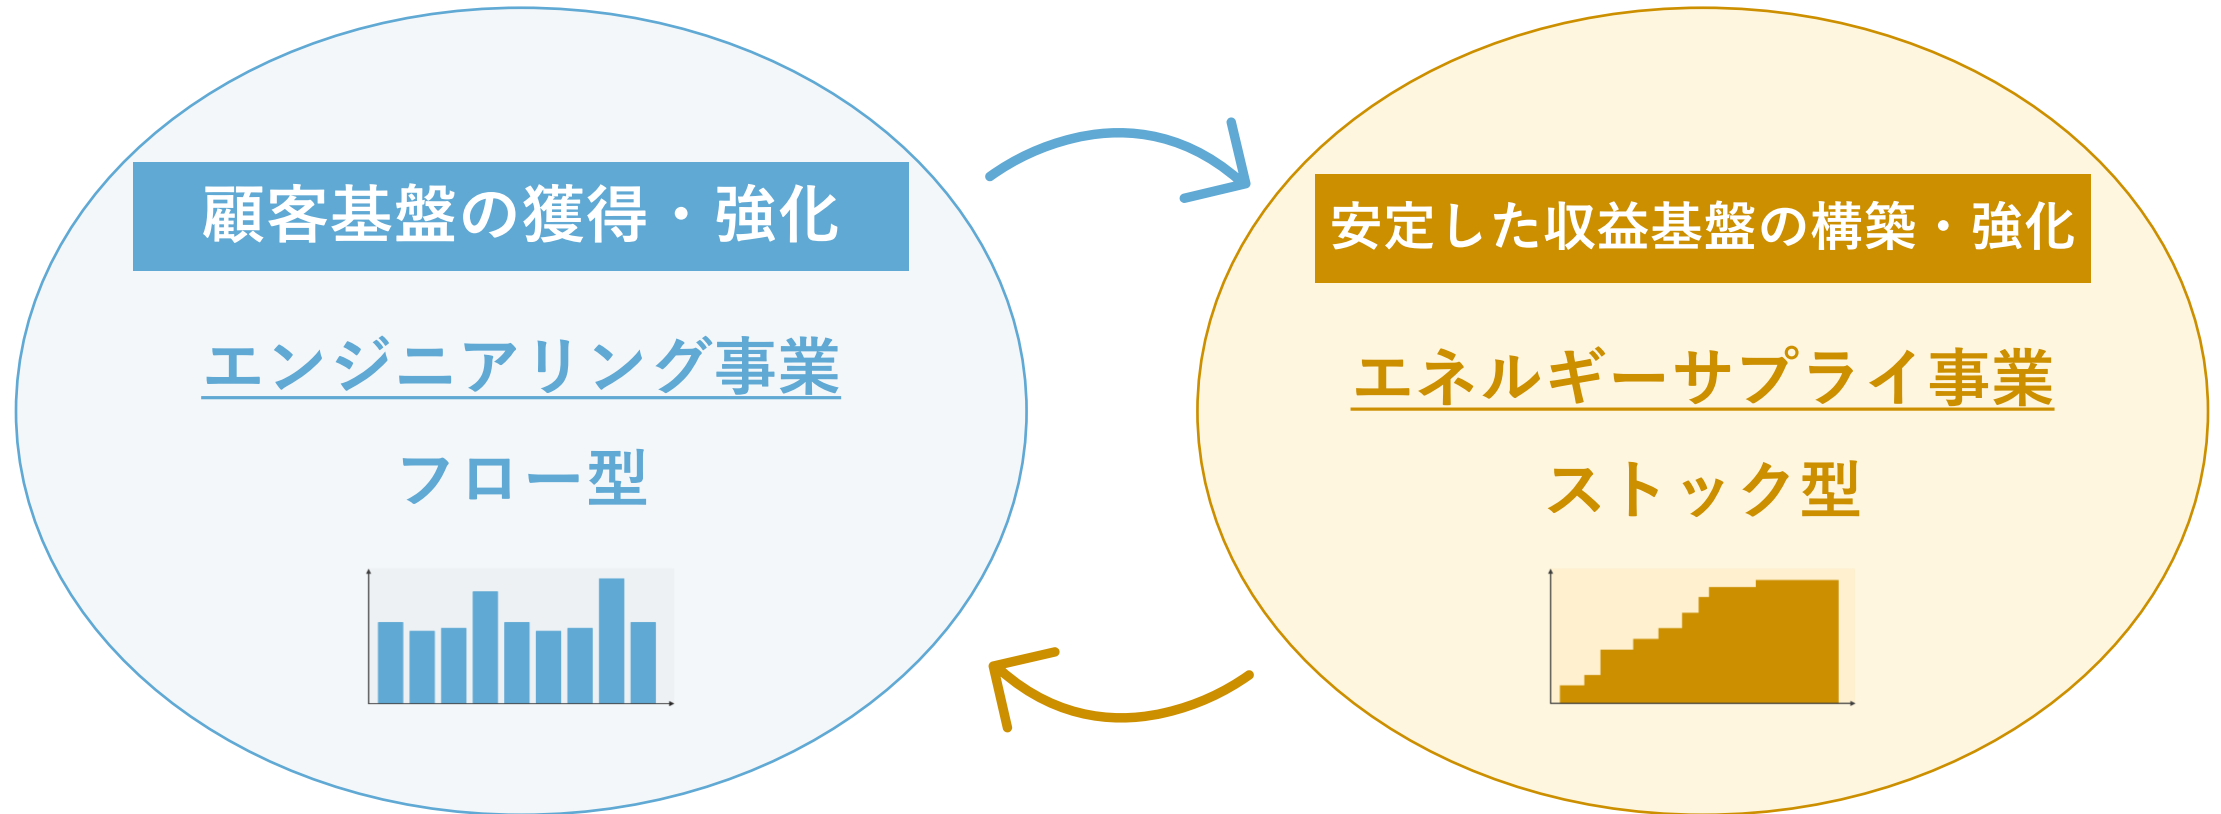 顧客基盤の獲得・強化
エンジニアリング事業
フロー型
安定した収益基盤の構築・強化
エネルギーサプライ事業
ストック型